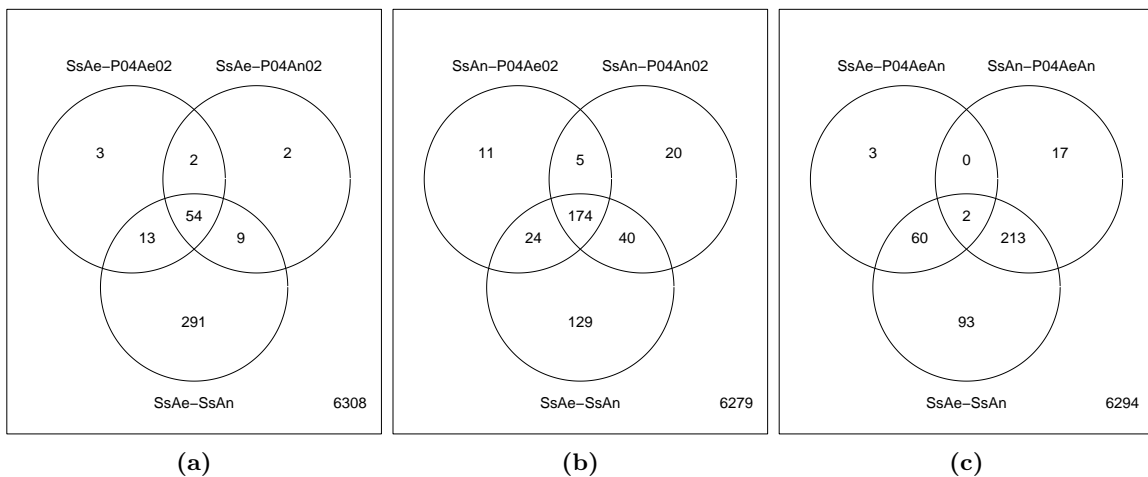 SsAe−P04Ae02 SsAe−P04An02
3 2 2
54
13 9
291
SsAe−SsAn 6308
(a)
SsAn−P04Ae02 SsAn−P04An02
11 5 20
174
24 40
129
SsAe−SsAn 6279
(b)
SsAe−P04AeAn SsAn−P04AeAn
3 0 17
2
60 213
93
SsAe−SsAn 6294
(c)